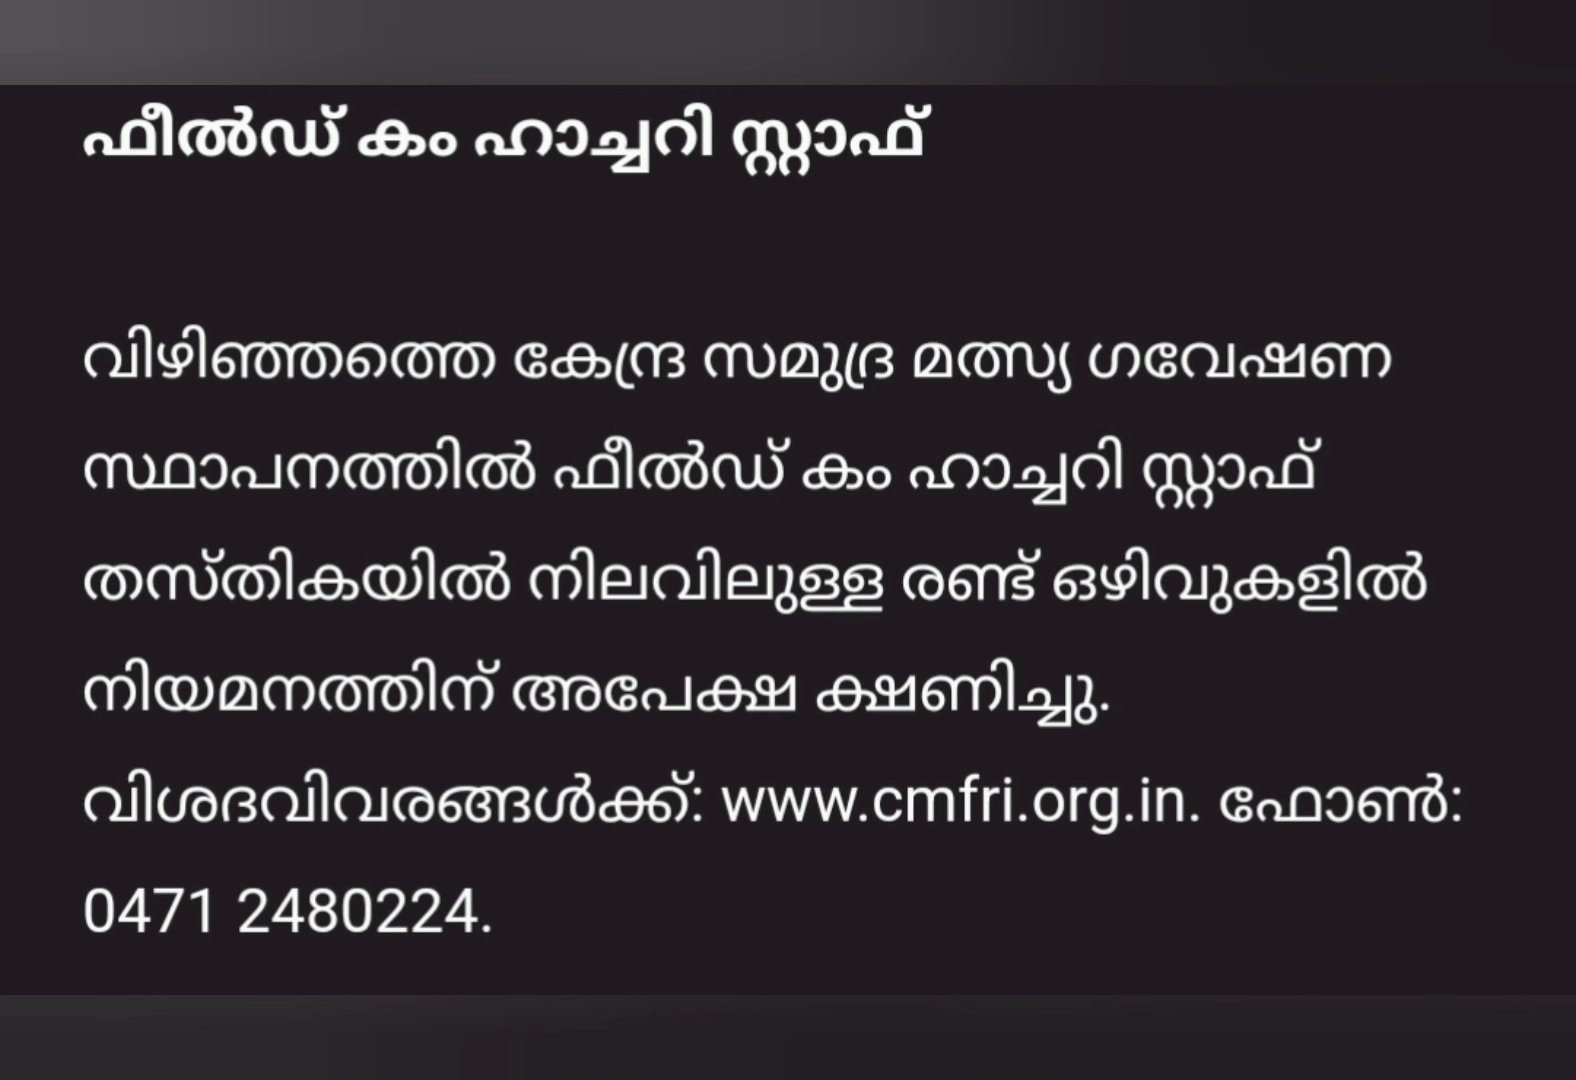 ഫീൽഡ് കം ഹാച്ചറി സ്റ്റാഫ്
വിഴിഞ്ഞത്തെ കേന്ദ്ര സമുദ്ര മത്സ്യ ഗവേഷണ
സ്ഥാപനത്തിൽ ഫീൽഡ് കം ഹാച്ചറി സ്റ്റാഫ്
തസ്തികയിൽ നിലവിലുള്ള രണ്ട് ഒഴിവുകളിൽ
നിയമനത്തിന് അപേക്ഷ ക്ഷണിച്ചു.
വിശദവിവരങ്ങൾക്ക്: www.cmfri.org.in. ഫോൺ:
0471 2480224.